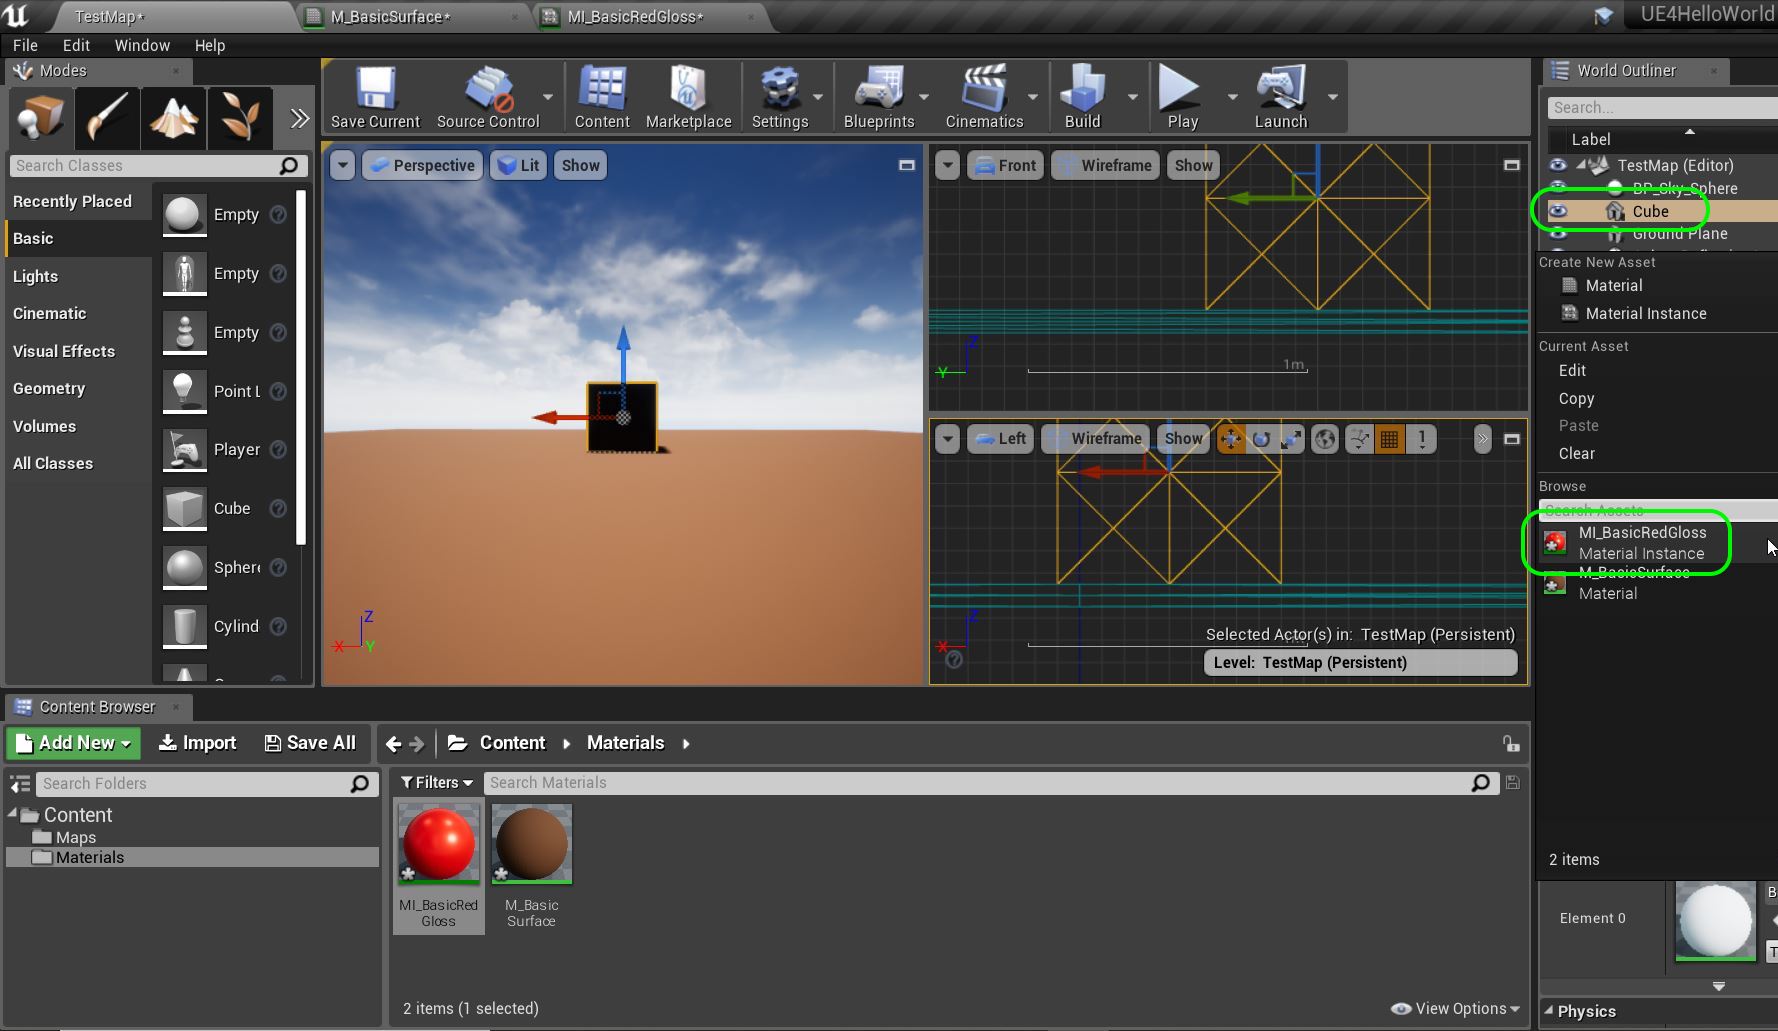 TestMap*
M_BasicSurface*
MI_BasicRedGloss*
UE4HelloWorld
File Edit Window Help
Modes
Save Current
Source Control
Content
Marketplace
Settings
Blueprints
Cinematics
Build
Play
Launch
World Outliner
Search...
Label
TestMap (Editor)
BP_Sky_Sphere
Cube
Ground Plane
Search Classes
Recently Placed
Basic
Lights
Cinematic
Visual Effects
Geometry
Volumes
All Classes
Empty
Empty
Empty
Point L
Player
Cube
Sphere
Cylind
Perspective
Lit
Show
Front
Wireframe
Show
Z
Y
1m
Left
Wireframe
Show
1
Z
X
Z
X
Y
Selected Actor(s) in: TestMap (Persistent)
Level: TestMap (Persistent)
Create New Asset
Material
Material Instance
Current Asset
Edit
Copy
Paste
Clear
Browse
Search Assets
MI_BasicRedGloss
Material Instance
M_BasicSurface
Material
2 items
Element 0
Physics
Content Browser
Add New
Import
Save All
Content
Materials
Search Folders
Content
Maps
Materials
Filters
Search Materials
MI_BasicRed
Gloss
M_Basic
Surface
2 items (1 selected)
View Options